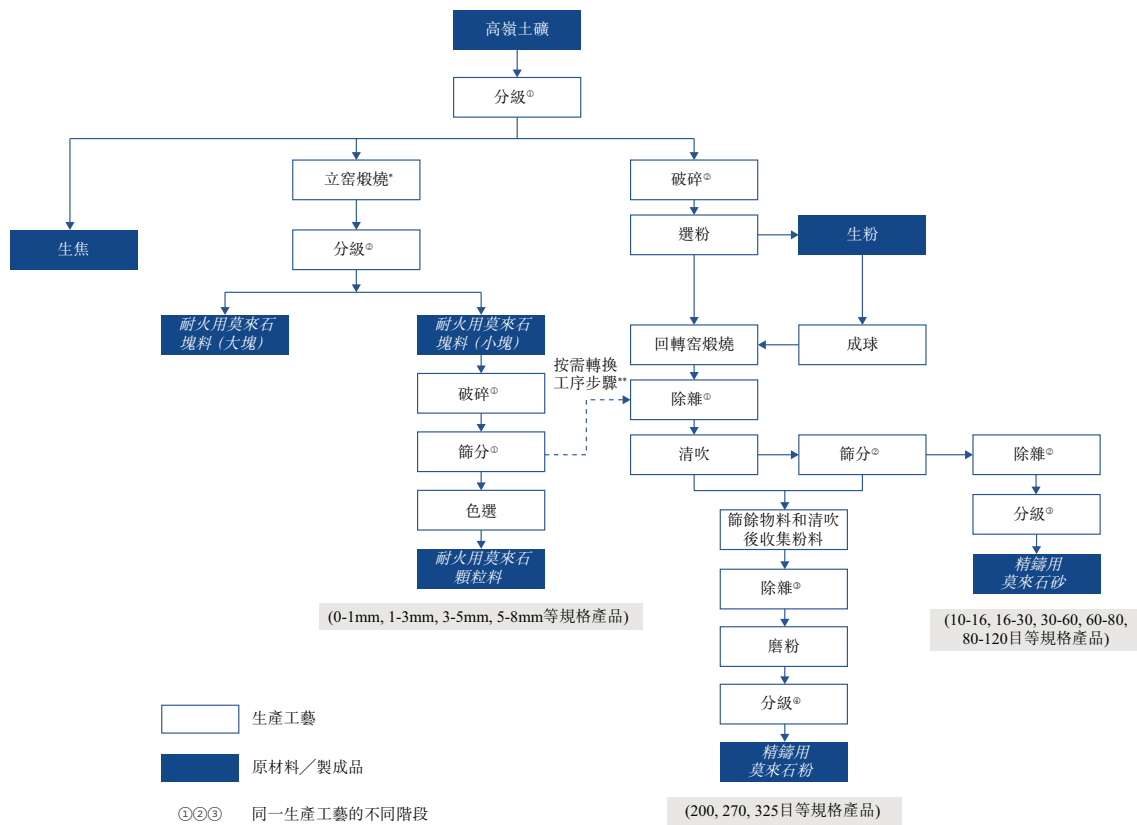 高嶺土礦
分級①
立窑煅燒*
破碎②
生焦
分級②
選粉
生粉
耐火用莫來石
塊料（大塊）
耐火用莫來石
塊料（小塊）
回轉窑煅燒
成球
按需轉換
工序步驟**
破碎①
除雜①
篩分①
清吹
篩分②
除雜②
色選
篩餘物料和清吹
後收集粉料
分級③
耐火用莫來石
顆粒料
除雜③
精鑄用
莫來石砂
(0-1mm, 1-3mm, 3-5mm, 5-8mm等規格產品)
(10-16, 16-30, 30-60, 60-80,
80-120目等規格產品)
磨粉
分級④
生產工藝
精鑄用
莫來石粉
原材料／製成品
(200, 270, 325目等規格產品)
①②③ 同一生產工藝的不同階段